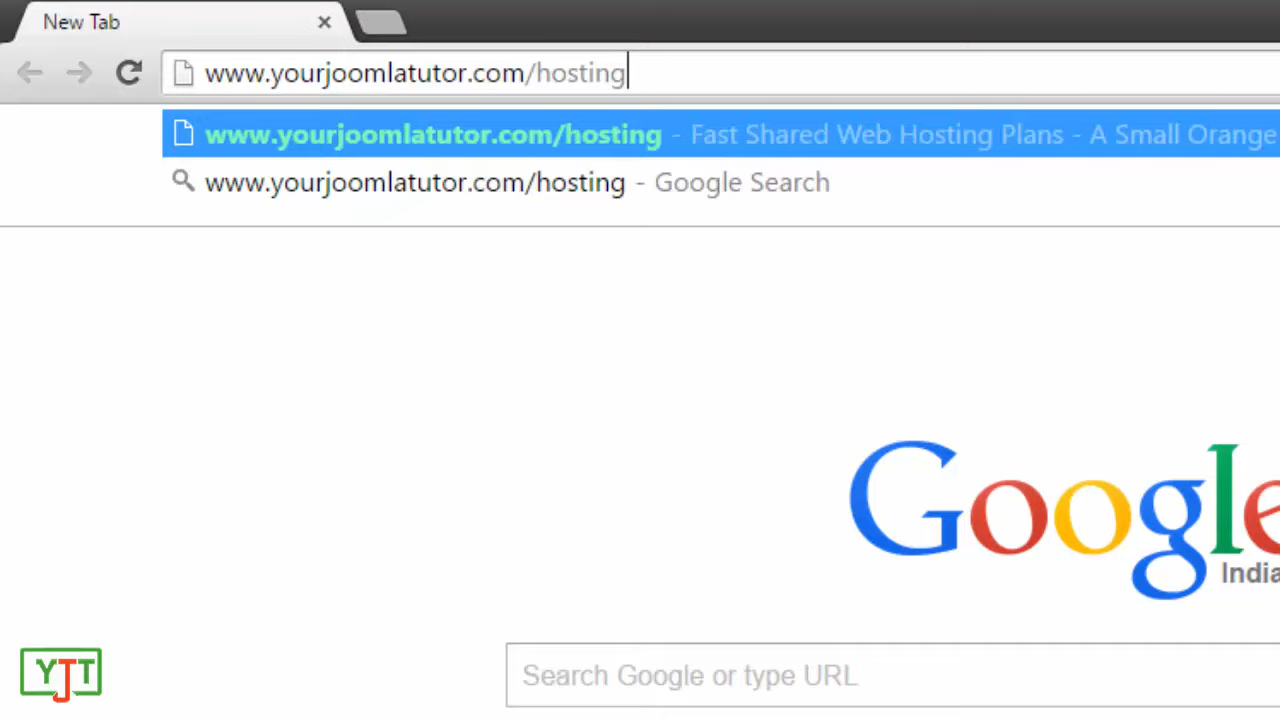 New Tab
www.yourjoomlatutor.com/hosting
www.yourjoomlatutor.com/hosting - Fast Shared Web Hosting Plans - A Small Orange
www.yourjoomlatutor.com/hosting - Google Search
Google
India
Search Google or type URL
YJT